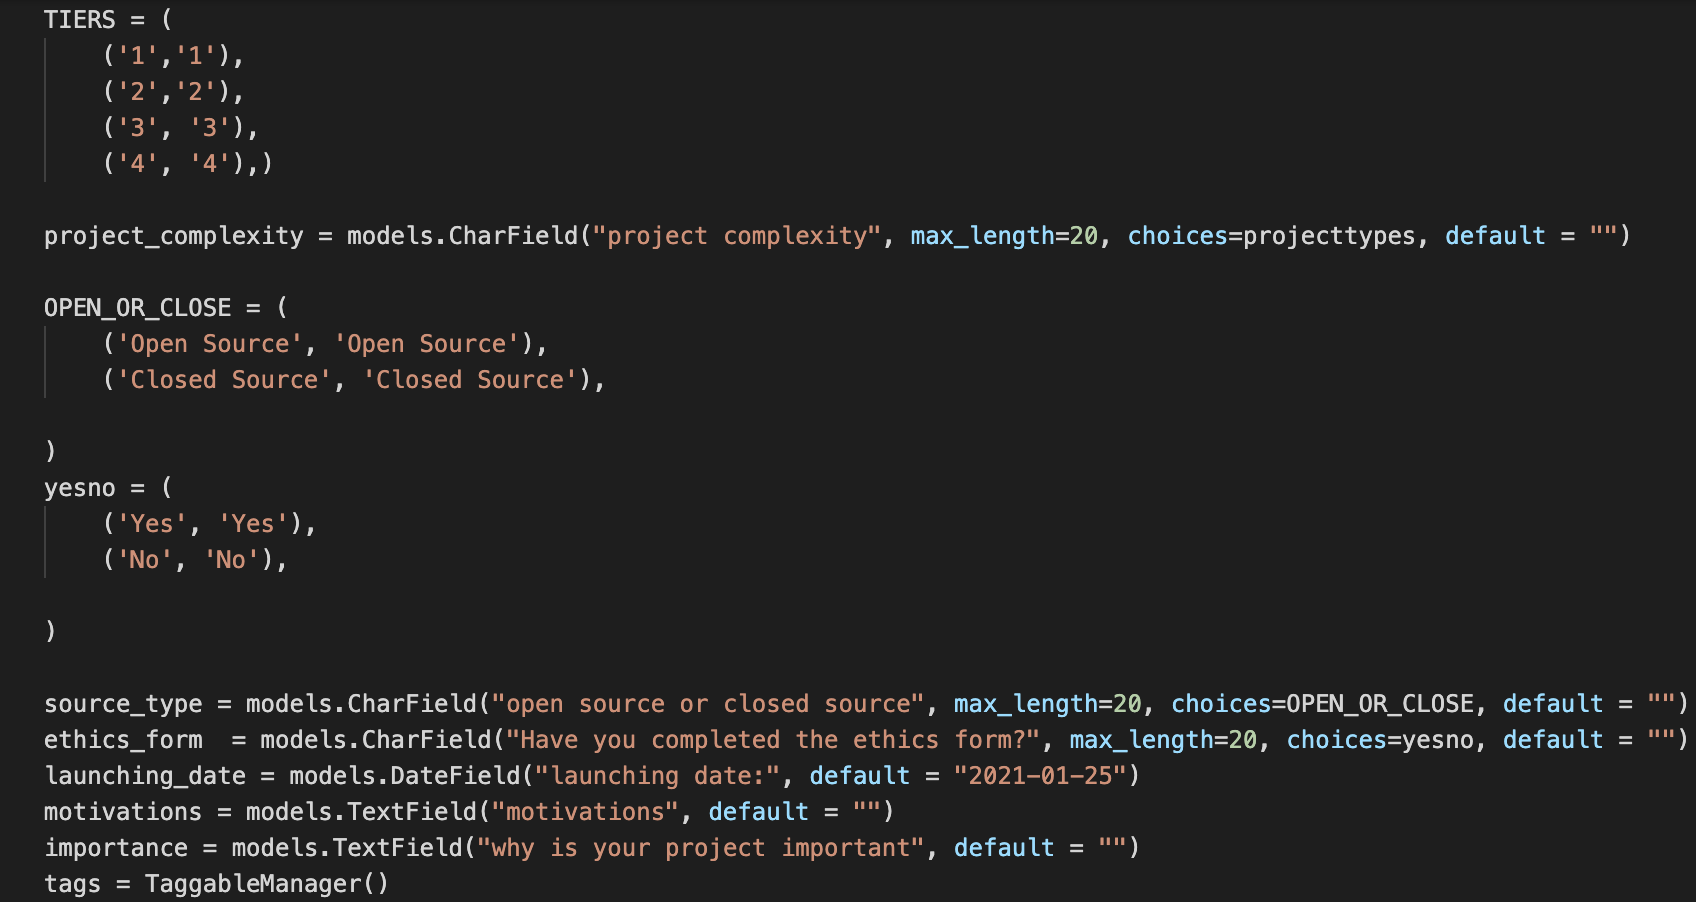 TIERS = (
    ('1','1'),
    ('2','2'),
    ('3', '3'),
    ('4', '4'),)
project_complexity = models.CharField("project complexity", max_length=20, choices=projecttypes, default = "")
OPEN_OR_CLOSE = (
    ('Open Source', 'Open Source'),
    ('Closed Source', 'Closed Source'),
)
yesno = (
    ('Yes', 'Yes'),
    ('No', 'No'),
)
source_type = models.CharField("open source or closed source", max_length=20, choices=OPEN_OR_CLOSE, default = "")
ethics_form  = models.CharField("Have you completed the ethics form?", max_length=20, choices=yesno, default = "")
launching_date = models.DateField("launching date:", default = "2021-01-25")
motivations = models.TextField("motivations", default = "")
importance = models.TextField("why is your project important", default = "")
tags = TaggableManager()